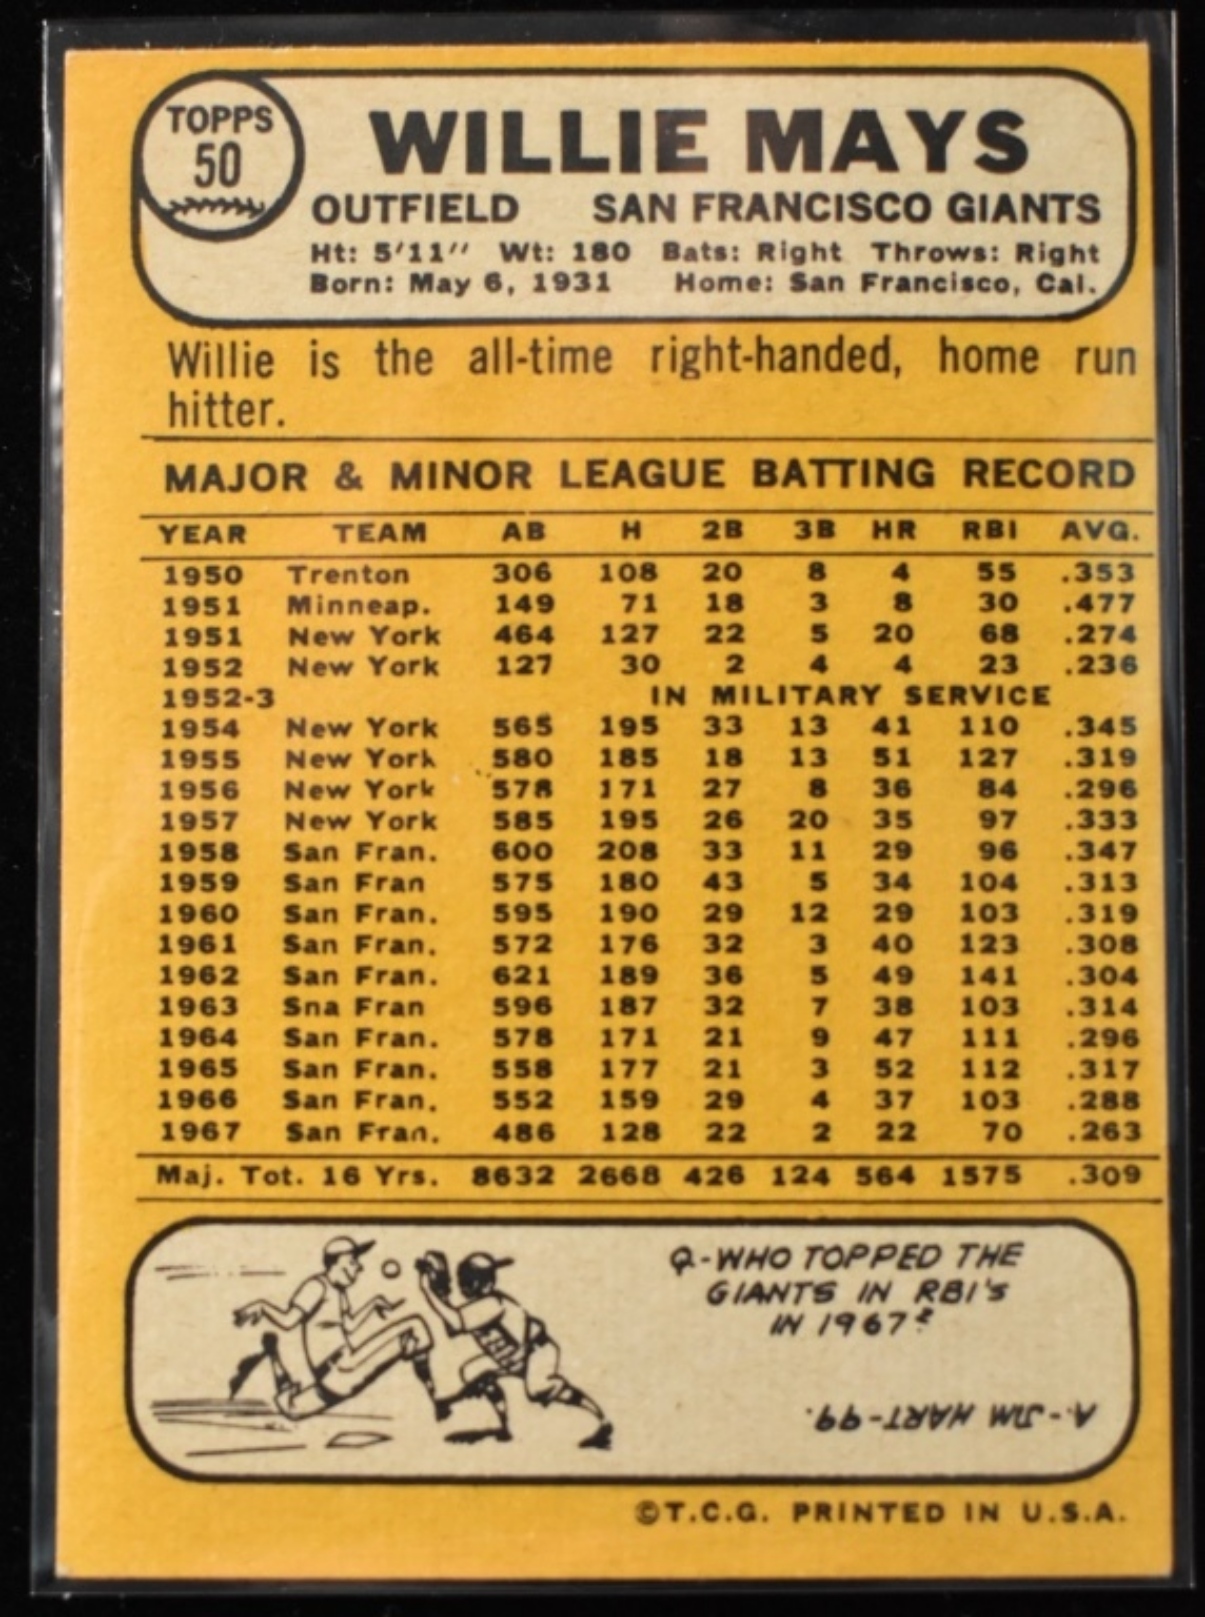 TOPPS
50
WILLIE MAYS
OUTFIELD SAN FRANCISCO GIANTS
Ht: 5'11" Wt: 180 Bats: Right Throws: Right
Born: May 6, 1931 Home: San Francisco, Cal.
Willie is the all-time right-handed, home run
hitter.
MAJOR & MINOR LEAGUE BATTING RECORD
YEAR TEAM AB H 2B 3B HR RBI AVG.
1950 Trenton 306 108 20 8 4 55 .353
1951 Minneap. 149 71 18 3 8 30 .477
1951 New York 464 127 22 5 20 68 .274
1952 New York 127 30 2 4 4 23 .236
1952-3 IN MILITARY SERVICE
1954 New York 565 195 33 13 41 110 .345
1955 New York 580 185 18 13 51 127 .319
1956 New York 578 171 27 8 36 84 .296
1957 New York 585 195 26 20 35 97 .333
1958 San Fran. 600 208 33 11 29 96 .347
1959 San Fran 575 180 43 5 34 104 .313
1960 San Fran. 595 190 29 12 29 103 .319
1961 San Fran. 572 176 32 3 40 123 .308
1962 San Fran. 621 189 36 5 49 141 .304
1963 Sna Fran 596 187 32 7 38 103 .314
1964 San Fran. 578 171 21 9 47 111 .296
1965 San Fran. 558 177 21 3 52 112 .317
1966 San Fran. 552 159 29 4 37 103 .288
1967 San Fran. 486 128 22 2 22 70 .263
Maj. Tot. 16 Yrs. 8632 2668 426 124 564 1575 .309
Q-WHO TOPPED THE
GIANTS IN RBI's
IN 1967?
A-JIM HART-99.
©T.C.G. PRINTED IN U.S.A.